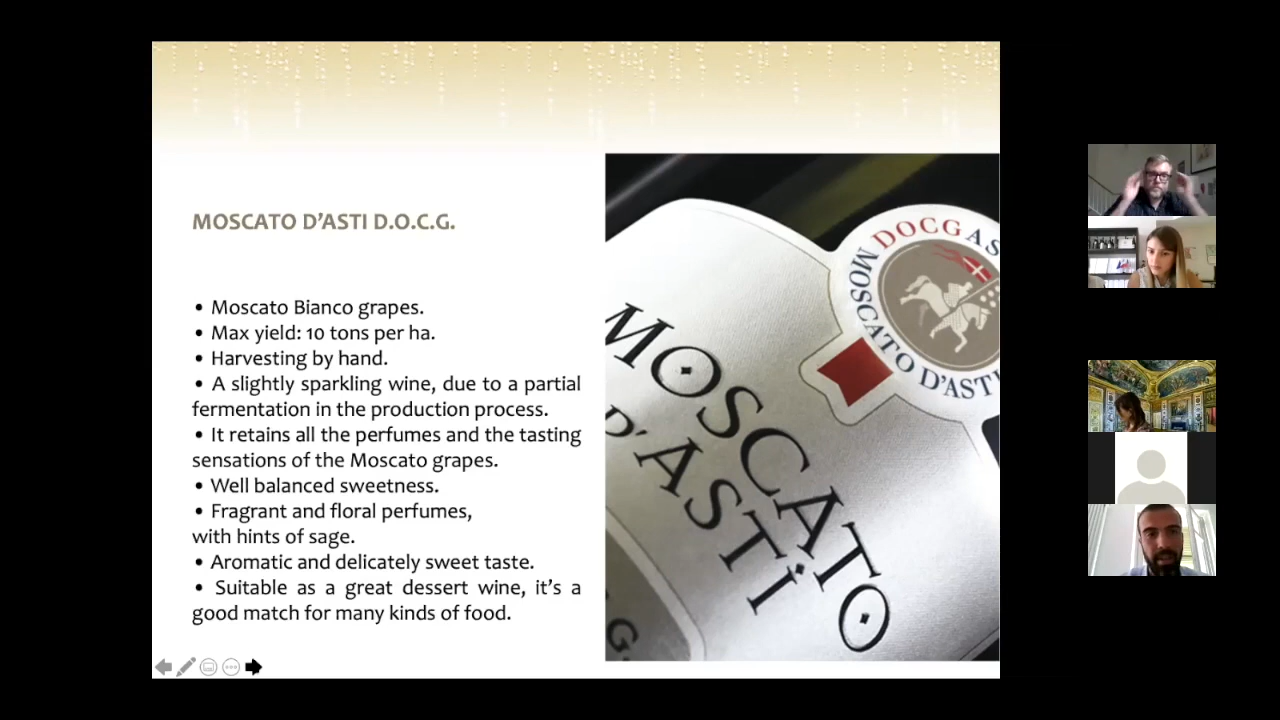 MOSCATO D’ASTI D.O.C.G.
• Moscato Bianco grapes.
• Max yield: 10 tons per ha.
• Harvesting by hand.
• A slightly sparkling wine, due to a partial
fermentation in the production process.
• It retains all the perfumes and the tasting
sensations of the Moscato grapes.
• Well balanced sweetness.
• Fragrant and floral perfumes,
with hints of sage.
• Aromatic and delicately sweet taste.
• Suitable as a great dessert wine, it’s a
good match for many kinds of food.
DOCG AS
MOSCATO D'ASTI
MOSCATO
D'ASTI
G.